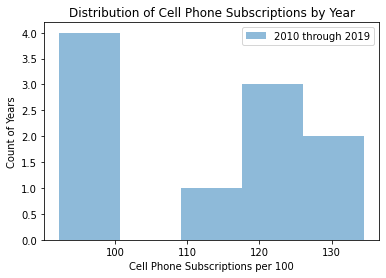 Distribution of Cell Phone Subscriptions by Year
2010 through 2019
4.0
3.5
3.0
2.5
2.0
1.5
1.0
0.5
0.0
Count of Years
100 110 120 130
Cell Phone Subscriptions per 100